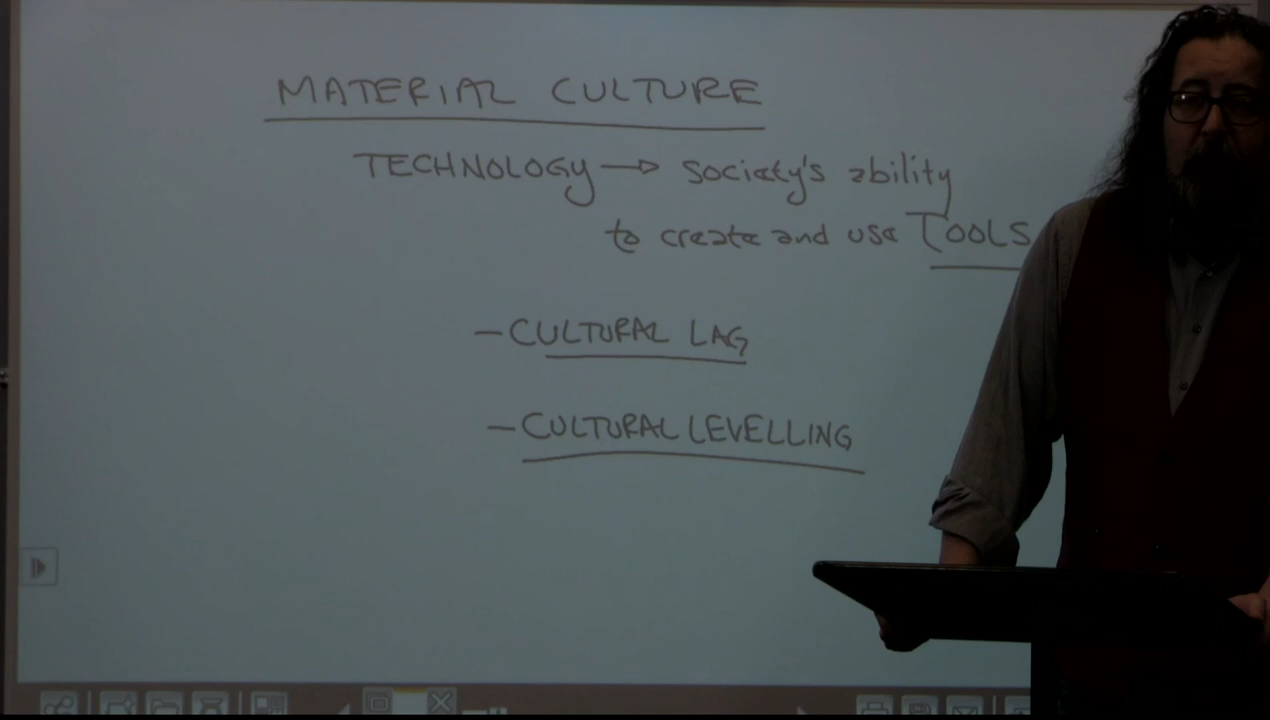 MATERIAL CULTURE
TECHNOLOGY → society's ability
to create and use TOOLS
- CULTURAL LAG
- CULTURAL LEVELLING